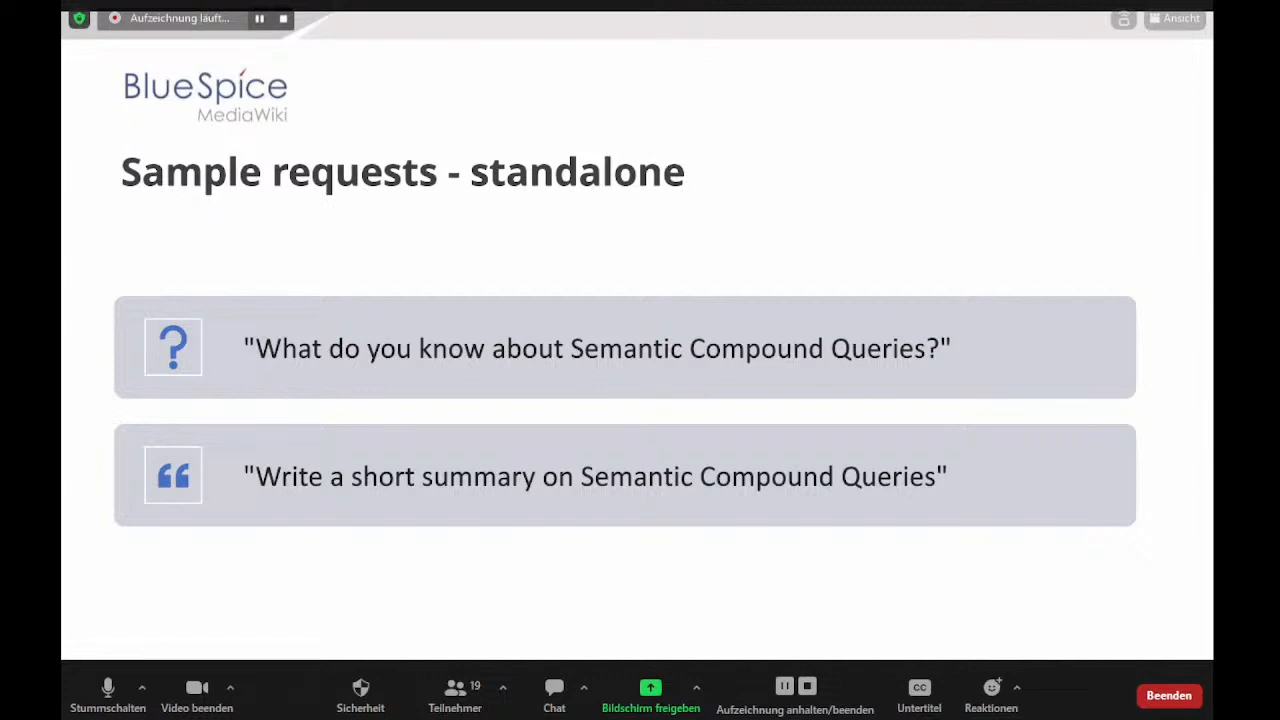 Aufzeichnung läuft...
Ansicht
BlueSpice
MediaWiki
Sample requests - standalone
"What do you know about Semantic Compound Queries?"
"Write a short summary on Semantic Compound Queries"
19
CC
Stummschalten
Video beenden
Sicherheit
Teilnehmer
Chat
Bildschirm freigeben
Aufzeichnung anhalten/beenden
Untertitel
Reaktionen
Beenden